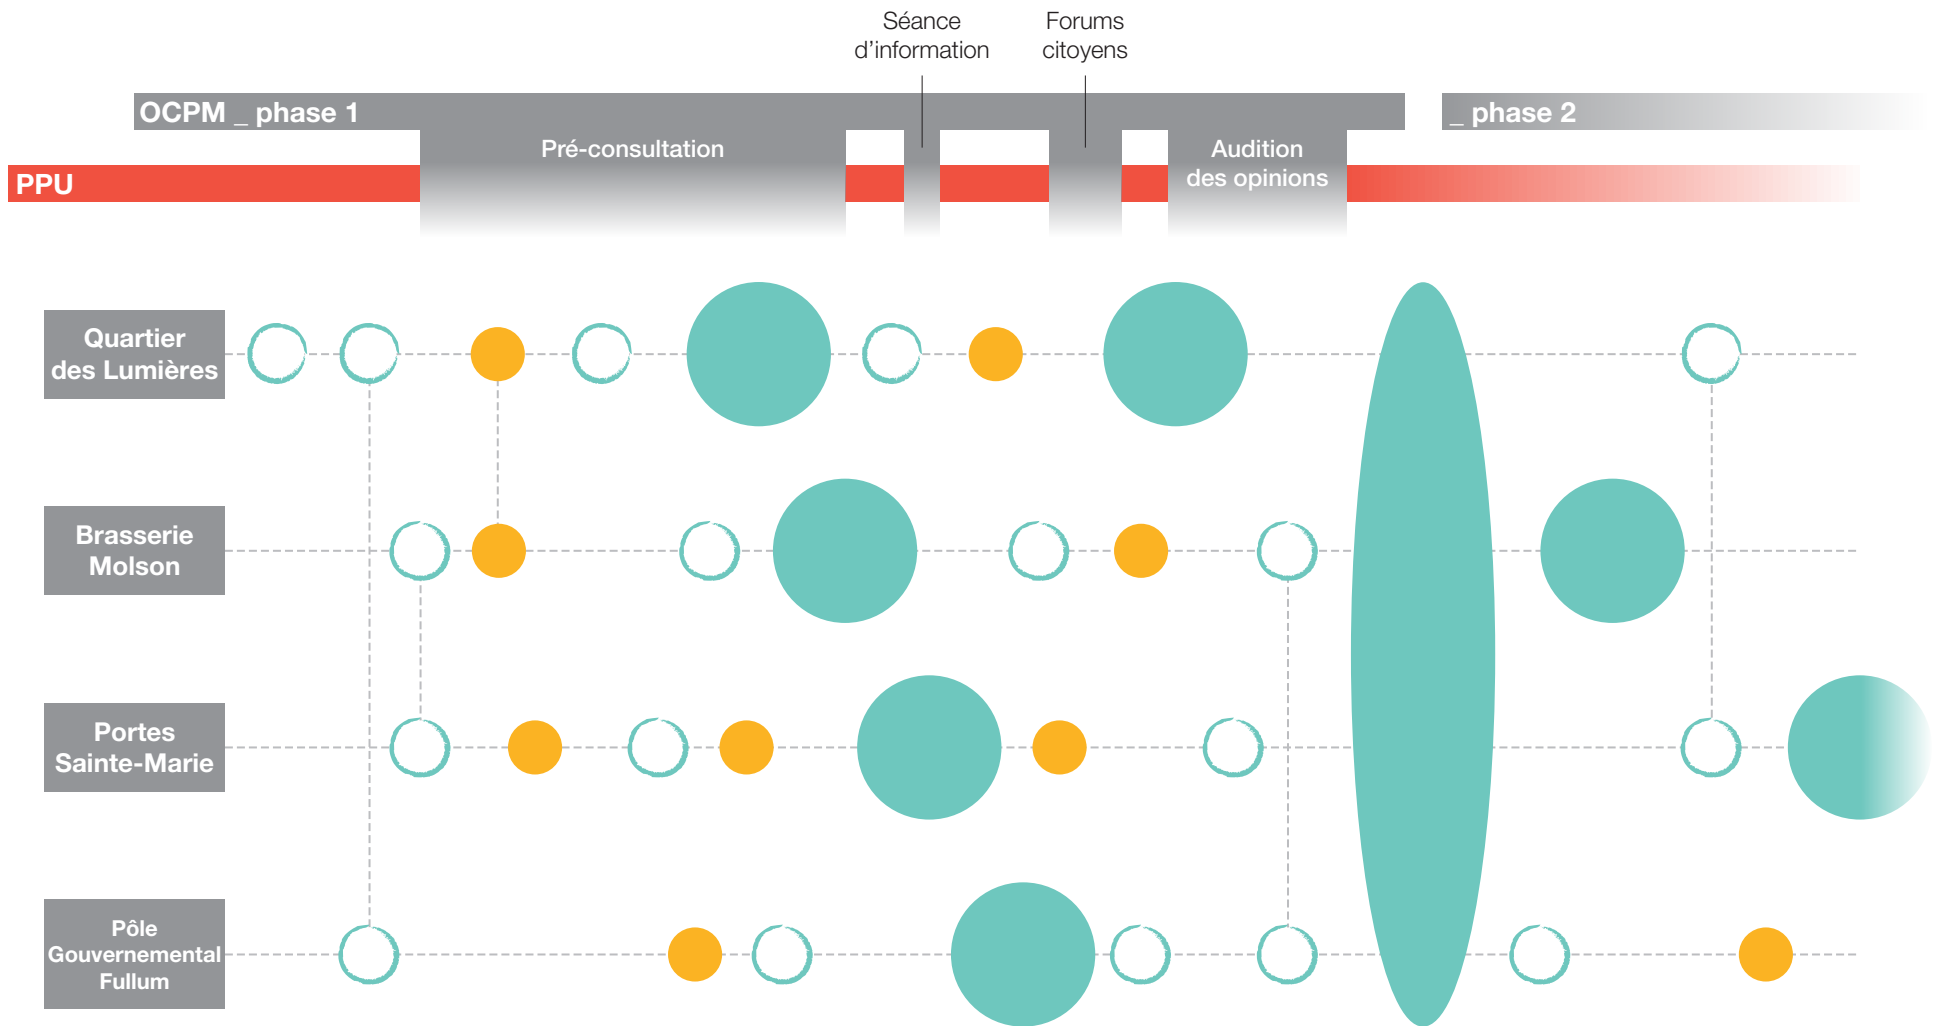 Séance
d'information
Forums
citoyens
OCPM _ phase 1
_ phase 2
Pré-consultation
Audition
des opinions
PPU
Quartier
des Lumières
Brasserie
Molson
Portes
Sainte-Marie
Pôle
Gouvernemental
Fullum